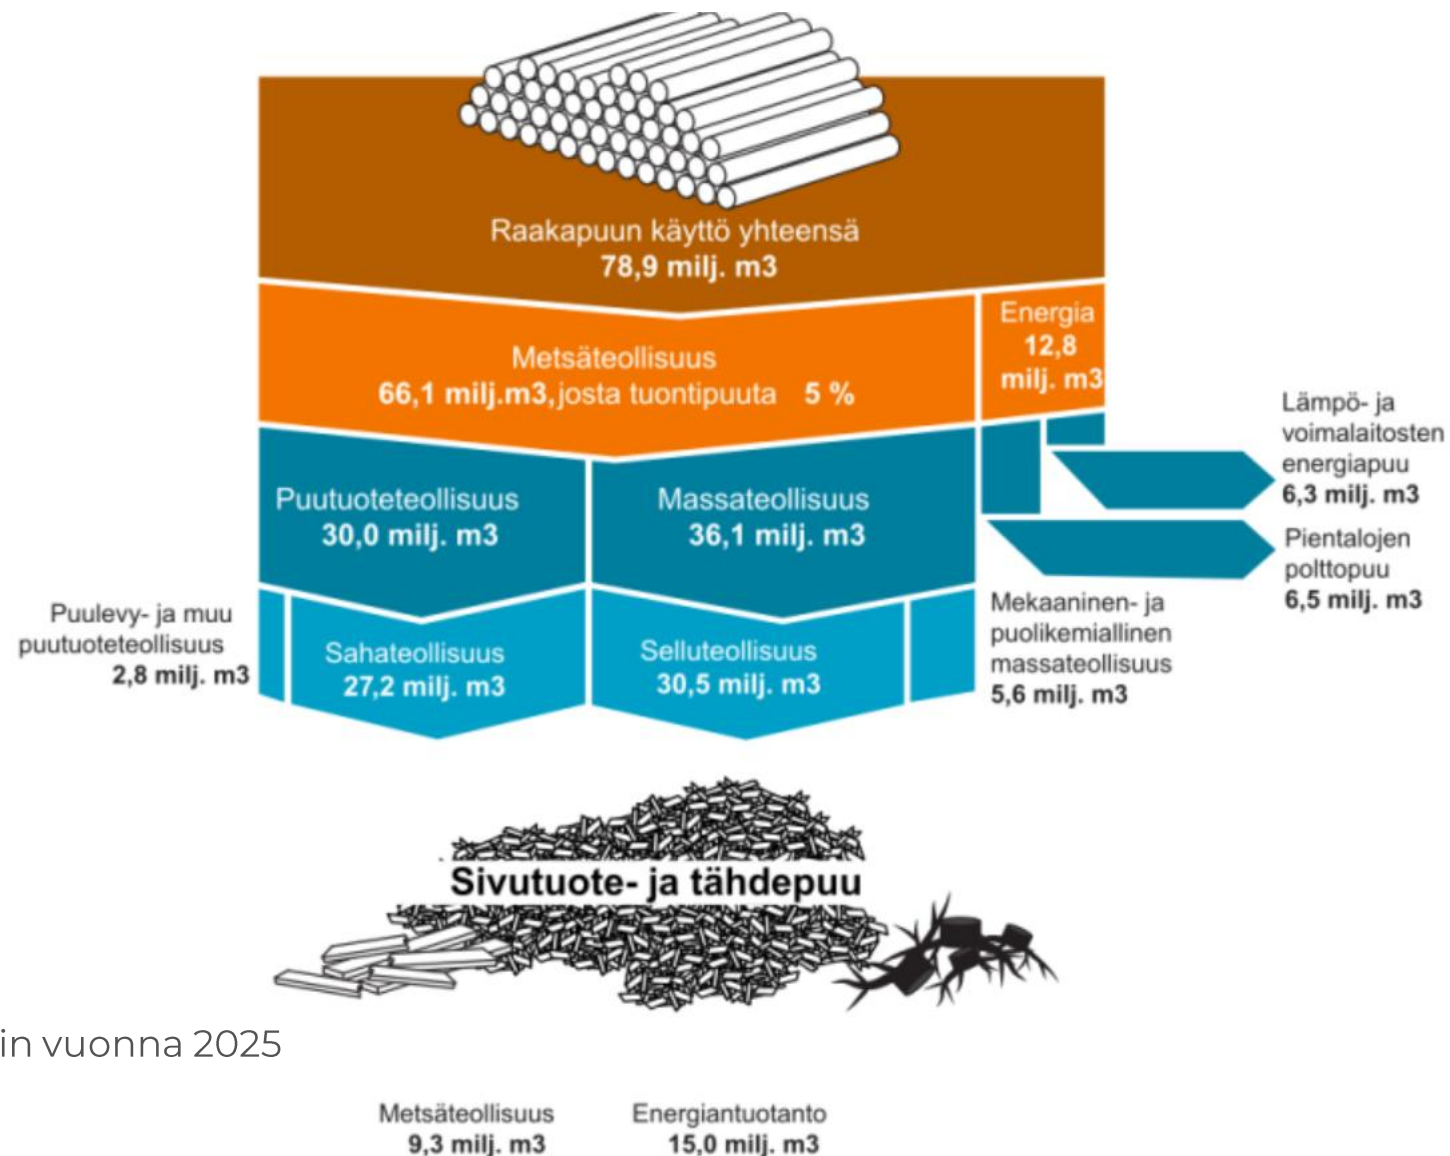 Raakapuun käyttö yhteensä
78,9 milj. m3
Metsäteollisuus
66,1 milj.m3, josta tuontipuuta 5 %
Energia
12,8
milj. m3
Lämpö- ja
voimalaitosten
energiapuu
6,3 milj. m3
Pientalojen
polttopuu
6,5 milj. m3
Puutuoteteollisuus
30,0 milj. m3
Massateollisuus
36,1 milj. m3
Puulevy- ja muu
puutuoteteollisuus
2,8 milj. m3
Sahateollisuus
27,2 milj. m3
Selluteollisuus
30,5 milj. m3
Mekaaninen- ja
puolikemiallinen
massateollisuus
5,6 milj. m3
Sivutuote- ja tähdepuu
in vuonna 2025
Metsäteollisuus
9,3 milj. m3
Energiantuotanto
15,0 milj. m3